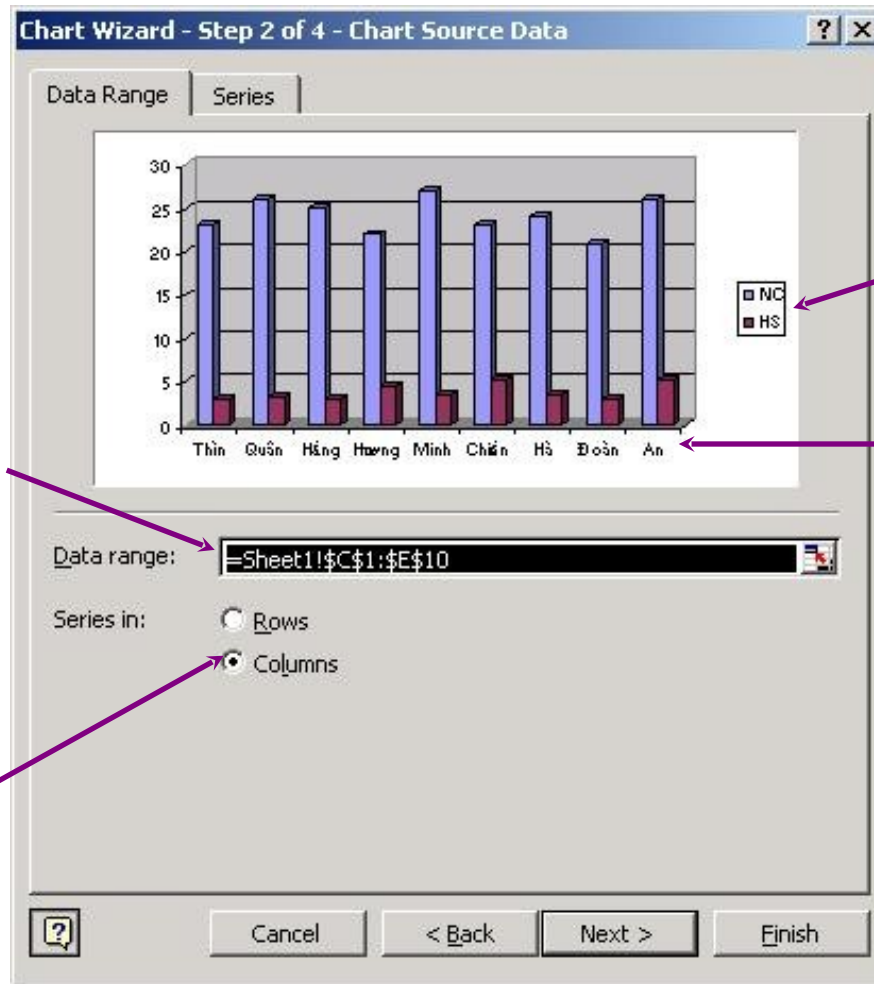 Chart Wizard - Step 2 of 4 - Chart Source Data
Data Range Series
30
25
20
15
10
5
0
NC
HS
Thìn Quân Hằng Hương Minh Chiến Hà Đoàn An
Data range: =Sheet1!$C$1:$E$10
Series in: Rows
Columns
Cancel < Back Next > Finish